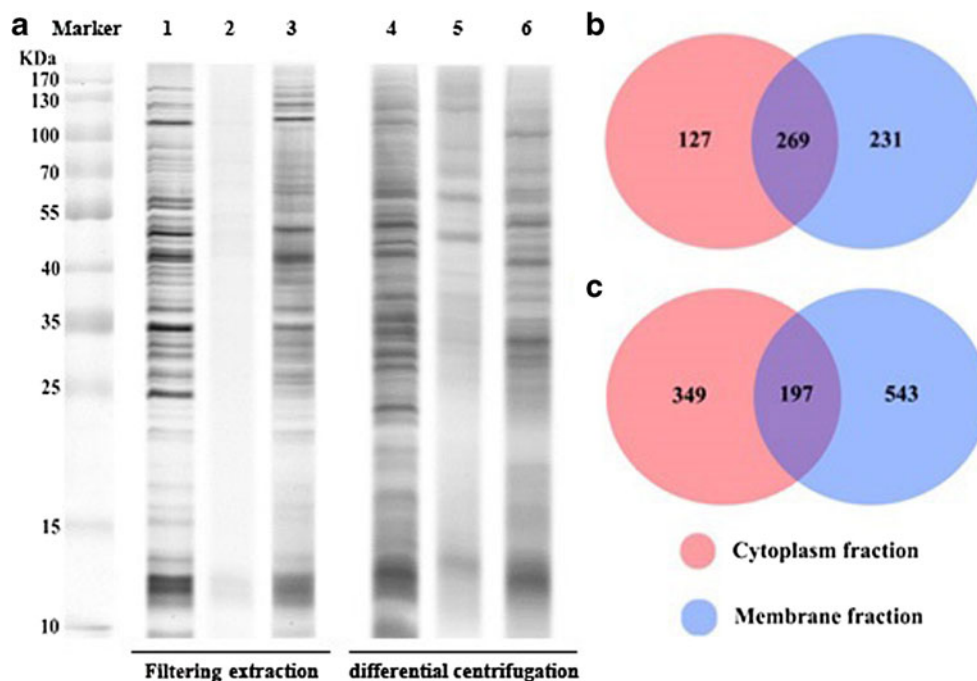 a
Marker 1 2 3 4 5 6
KDa
170
130
100
70
55
40
35
25
15
10
Filtering extraction
differential centrifugation
b
127 269 231
c
349 197 543
Cytoplasm fraction
Membrane fraction